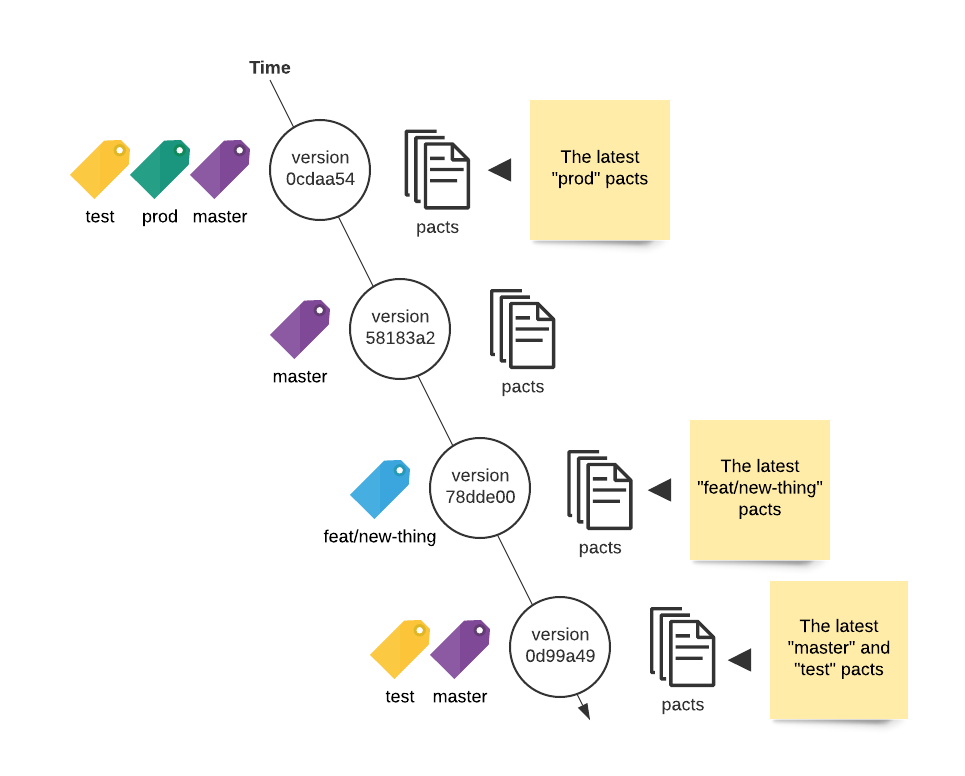 Time
version
0cdaa54
test
prod
master
pacts
The latest
"prod" pacts
version
58183a2
master
pacts
version
78dde00
feat/new-thing
pacts
The latest
"feat/new-thing"
pacts
version
0d99a49
test
master
pacts
The latest
"master" and
"test" pacts